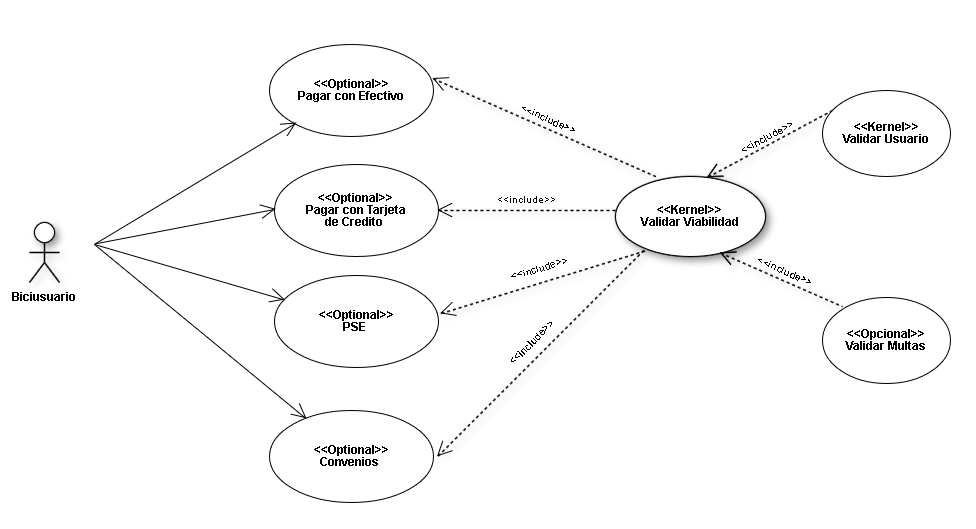 <<Optional>>
Pagar con Efectivo
<<include>>
<<Kernel>>
Validar Usuario
<<include>>
<<Optional>>
Pagar con Tarjeta
de Credito
<<include>>
<<Kernel>>
Validar Viabilidad
Biciusuario
<<include>>
<<include>>
<<Optional>>
PSE
<<include>>
<<Opcional>>
Validar Multas
<<Optional>>
Convenios